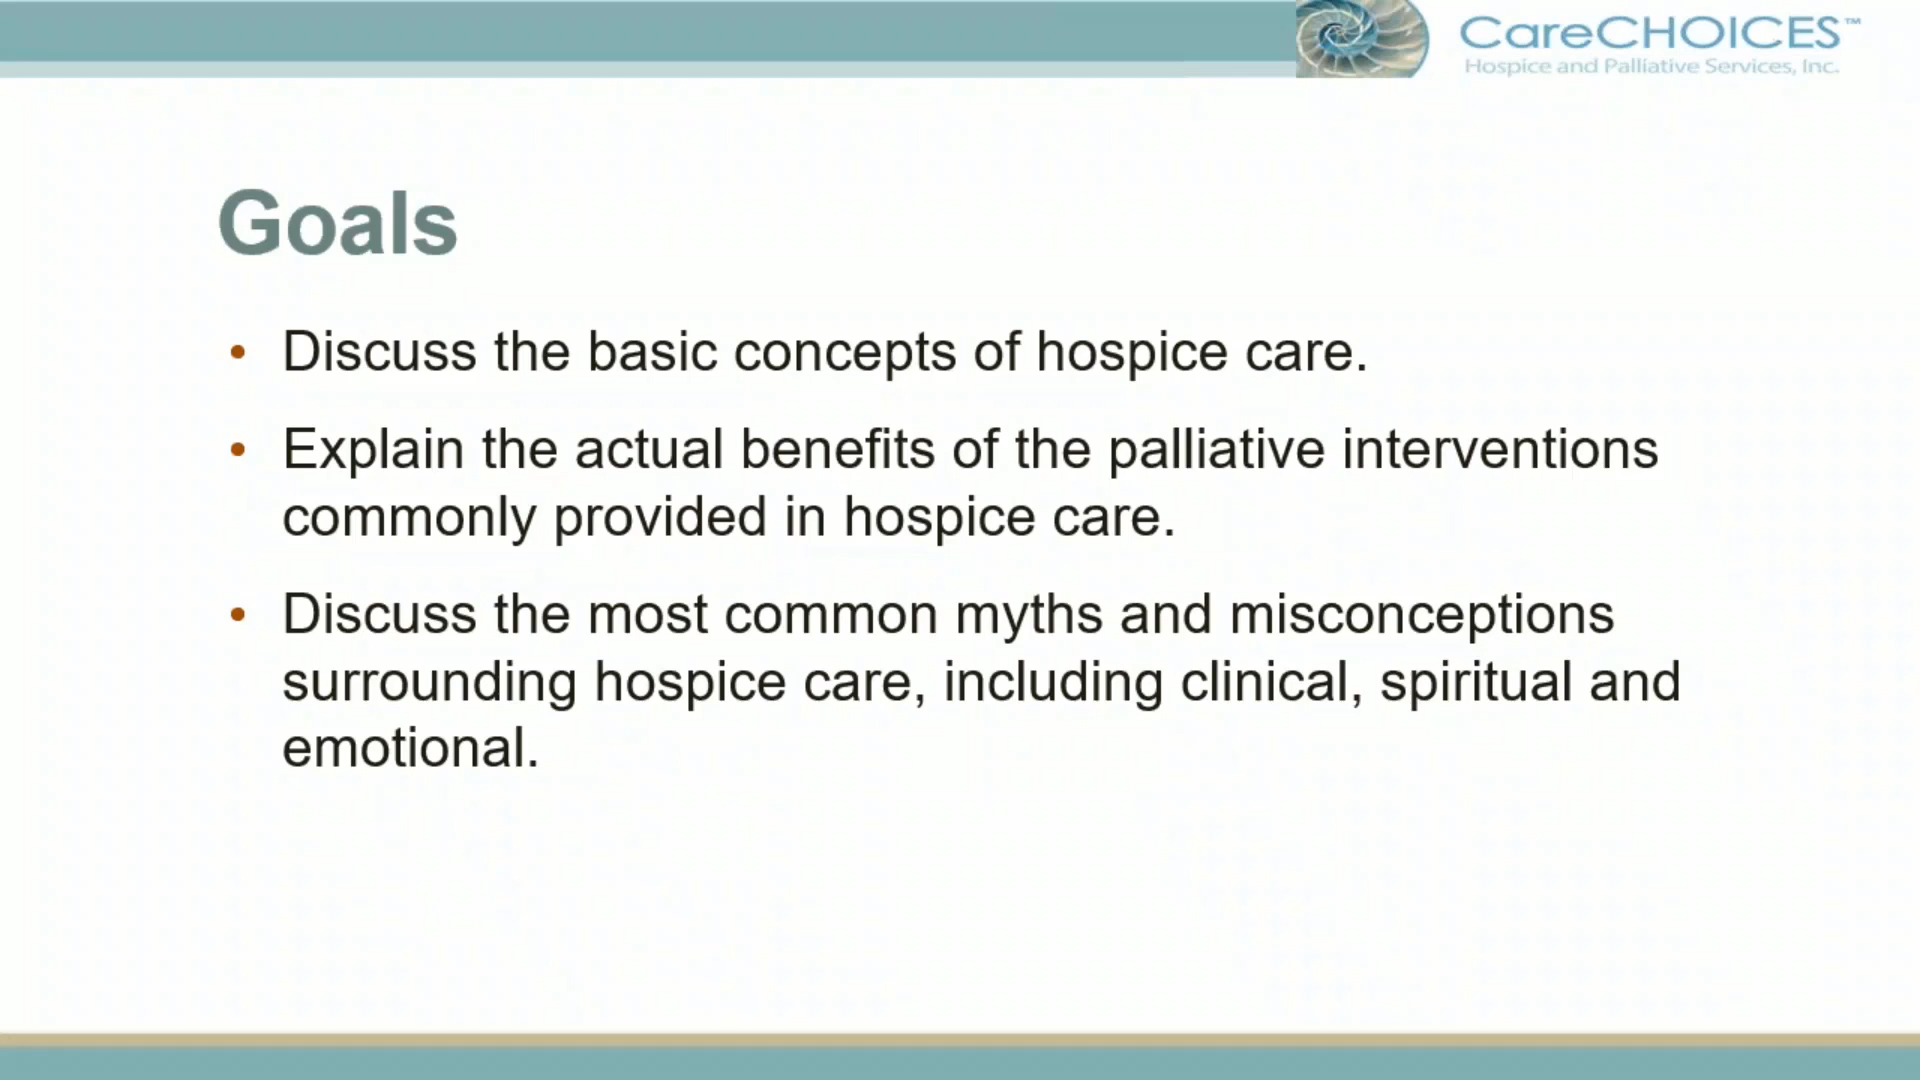 CareCHOICES™
Hospice and Palliative Services, Inc.
Goals
• Discuss the basic concepts of hospice care.
• Explain the actual benefits of the palliative interventions
commonly provided in hospice care.
• Discuss the most common myths and misconceptions
surrounding hospice care, including clinical, spiritual and
emotional.